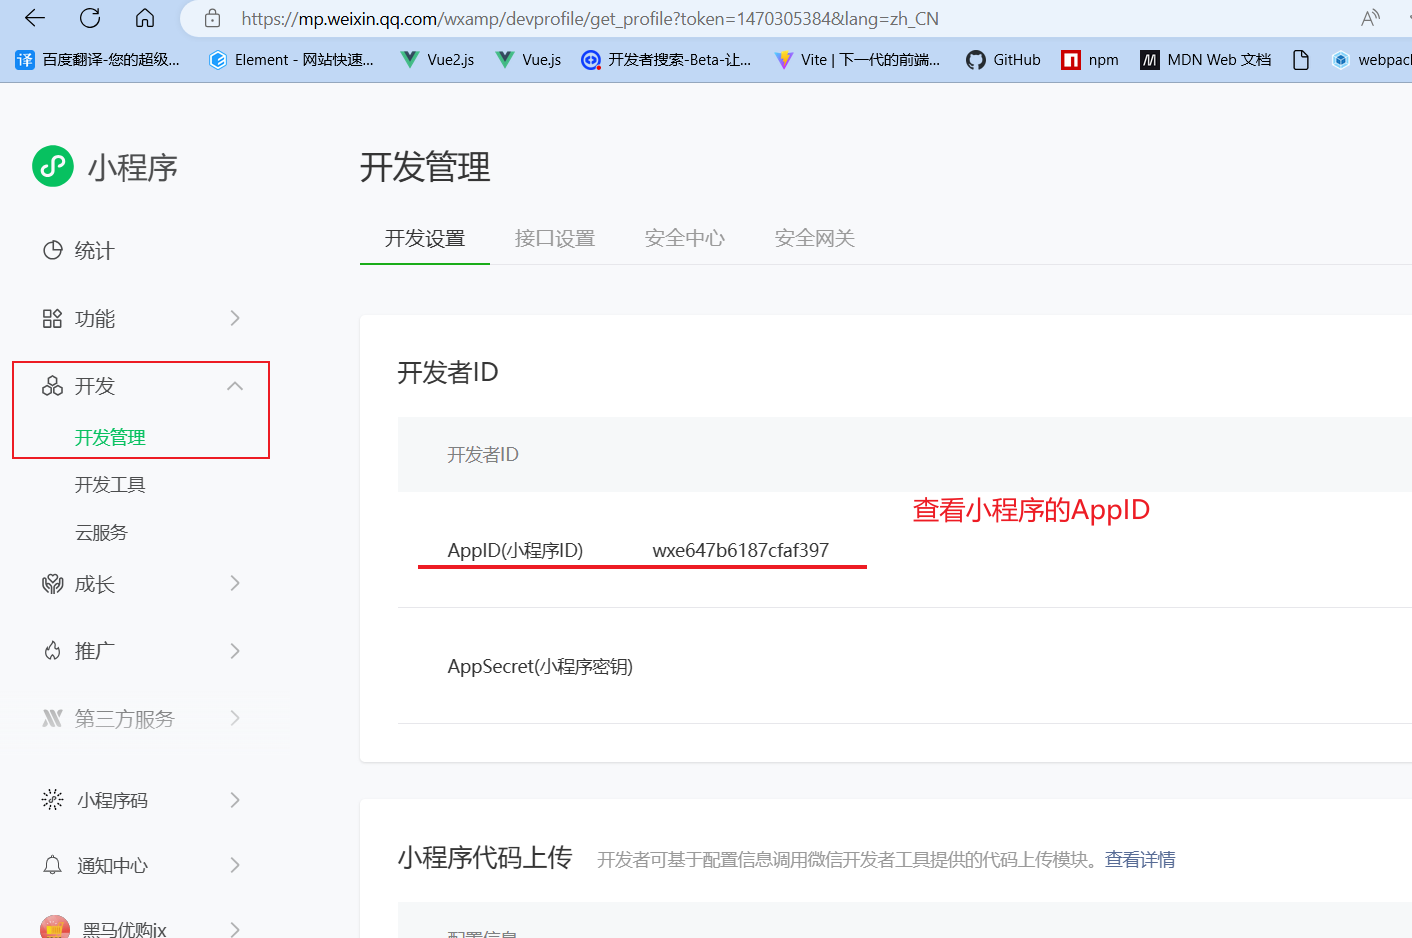 https://mp.weixin.qq.com/wxamp/devprofile/get_profile?token=1470305384&lang=zh_CN
百度翻译-您的超级... Element - 网站快速... Vue2.js Vue.js 开发者搜索-Beta-让... Vite | 下一代的前端... GitHub npm MDN Web 文档 webpack
小程序
统计
功能
开发
开发管理
开发工具
云服务
成长
推广
第三方服务
小程序码
通知中心
黑马优购jx
开发管理
开发设置 接口设置 安全中心 安全网关
开发者ID
开发者ID
查看小程序的AppID
AppID(小程序ID) wxe647b6187cfaf397
AppSecret(小程序密钥)
小程序代码上传 开发者可基于配置信息调用微信开发者工具提供的代码上传模块。查看详情
配置信息